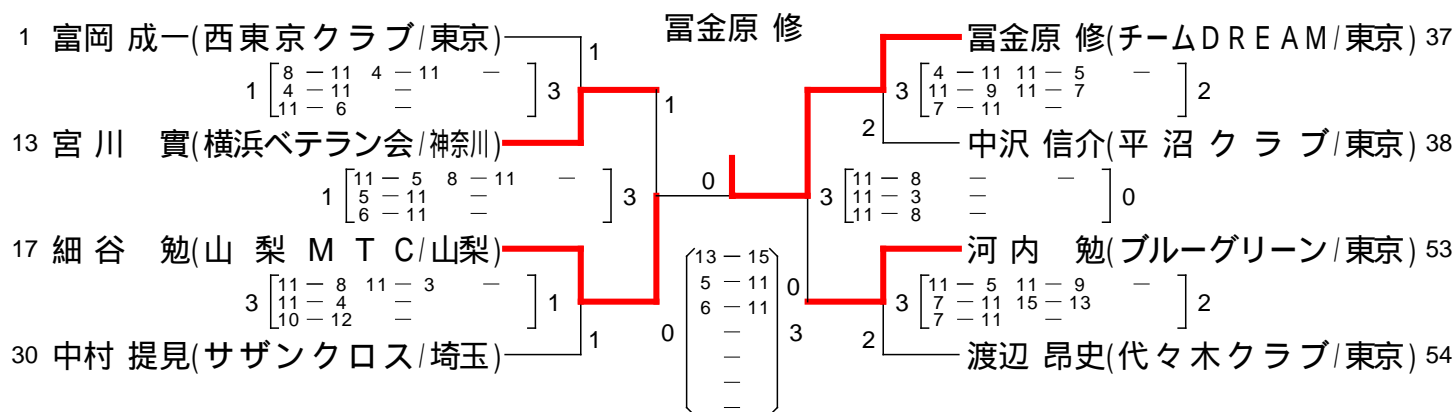 冨金原 修
1 富岡 成一(西東京クラブ/東京) 1
冨金原 修(チームDREAM/東京) 37
1 8 － 11 4 － 11 － 3
4 － 11 －
11 － 6 －
1
3 4 － 11 11 － 5 － 2
11 － 9 11 － 7
7 － 11 －
13 宮川 實(横浜ベテラン会/神奈川)
2 中沢 信介(平沼クラブ/東京) 38
1 11 － 5 8 － 11 － 3
5 － 11 －
6 － 11 －
0
3 11 － 8 － － 0
11 － 3 －
11 － 8 －
17 細谷 勉(山梨MTC/山梨)
河内 勉(ブルーグリーン/東京) 53
3 11 － 8 11 － 3 － 1
11 － 4 －
10 － 12 －
0 13 － 15 3
5 － 11
6 － 11
－
－
－
－
0
3 11 － 5 11 － 9 － 2
7 － 11 15 － 13
7 － 11 －
30 中村 提見(サザンクロス/埼玉) 1
2 渡辺 昂史(代々木クラブ/東京) 54